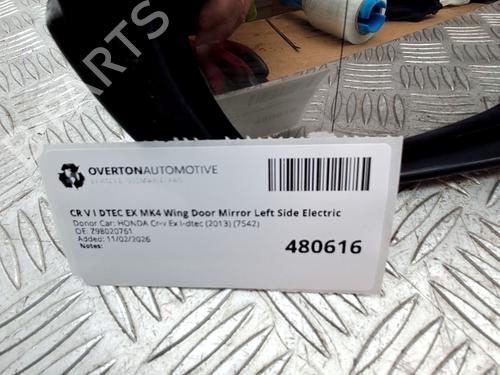 OVERTONAUTOMOTIVE
CR V I DTEC EX MK4 Wing Door Mirror Left Side Electric
Donor Car: HONDA Cr-v Ex I-dtec (2013) (7542)
OE: Z98020761
Added: 11/02/2026
Notes:
480616